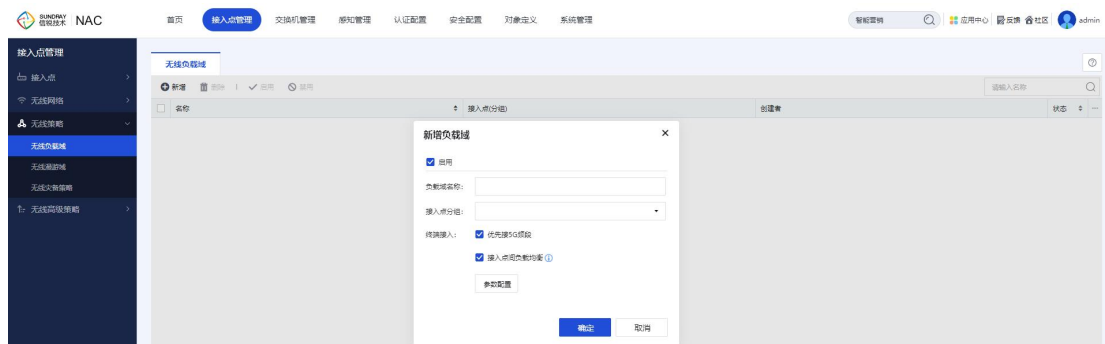 SUNDRAY 信锐技术 NAC 首页 接入点管理 交换机管理 感知管理 认证配置 安全配置 对象定义 系统管理 智能营销 应用中心 反馈 社区 admin
接入点管理
无线负载域
接入点
新增 删除 启用 禁用 请输入名称
无线网络
名称 接入点(分组) 创建者 状态
无线策略
新增负载域
无线负载域
启用
无线漫游域
负载域名称:
无线灾备策略
无线高级策略
接入点分组:
终端接入: 优先接5G频段
接入点间负载均衡
参数配置
确定 取消